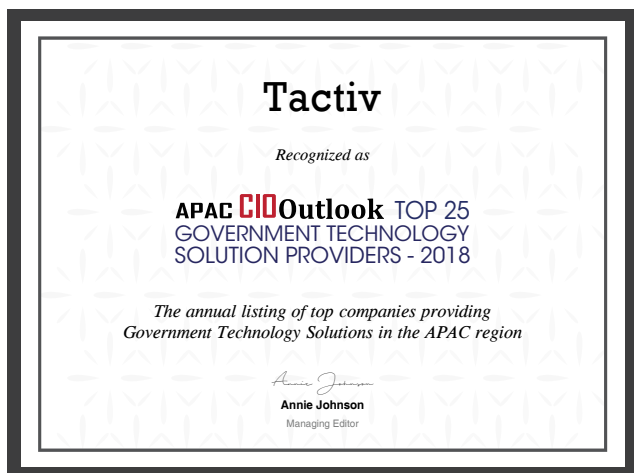 Tactiv
Recognized as
APAC CIOOutlook TOP 25
GOVERNMENT TECHNOLOGY
SOLUTION PROVIDERS - 2018
The annual listing of top companies providing
Government Technology Solutions in the APAC region
Annie Johnson
Annie Johnson
Managing Editor